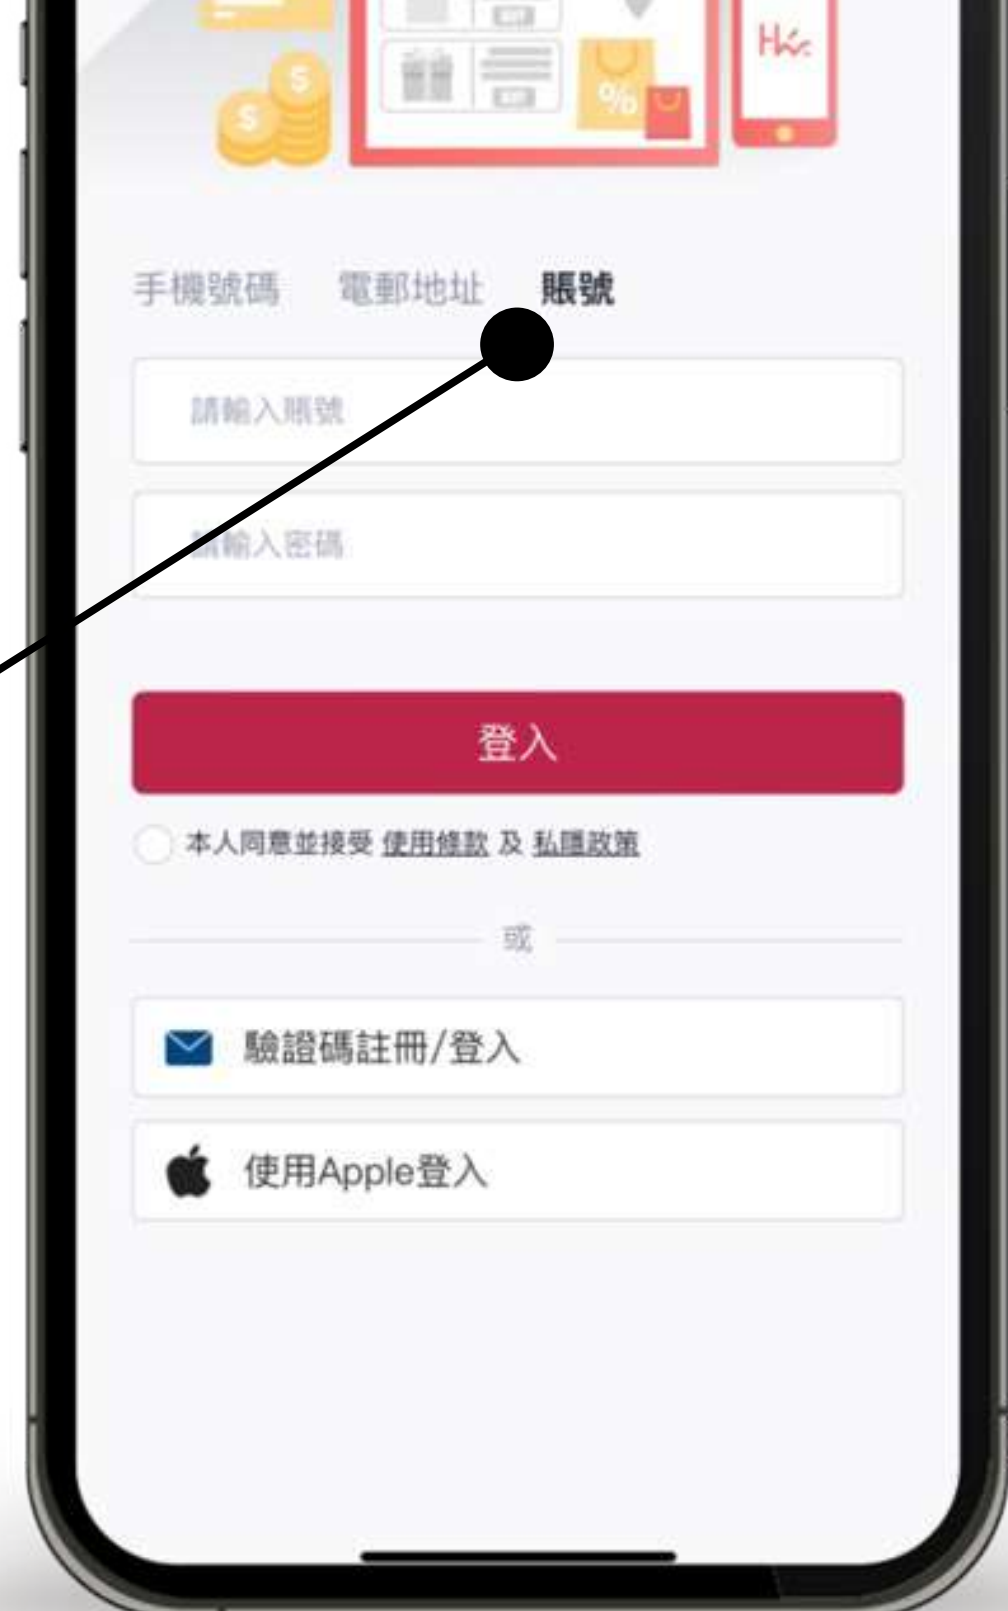 $
$
%
手機號碼 電郵地址 賬號
請輸入賬號
請輸入密碼
登入
本人同意並接受 使用條款 及 私隱政策
或
驗證碼註冊/登入
使用Apple登入